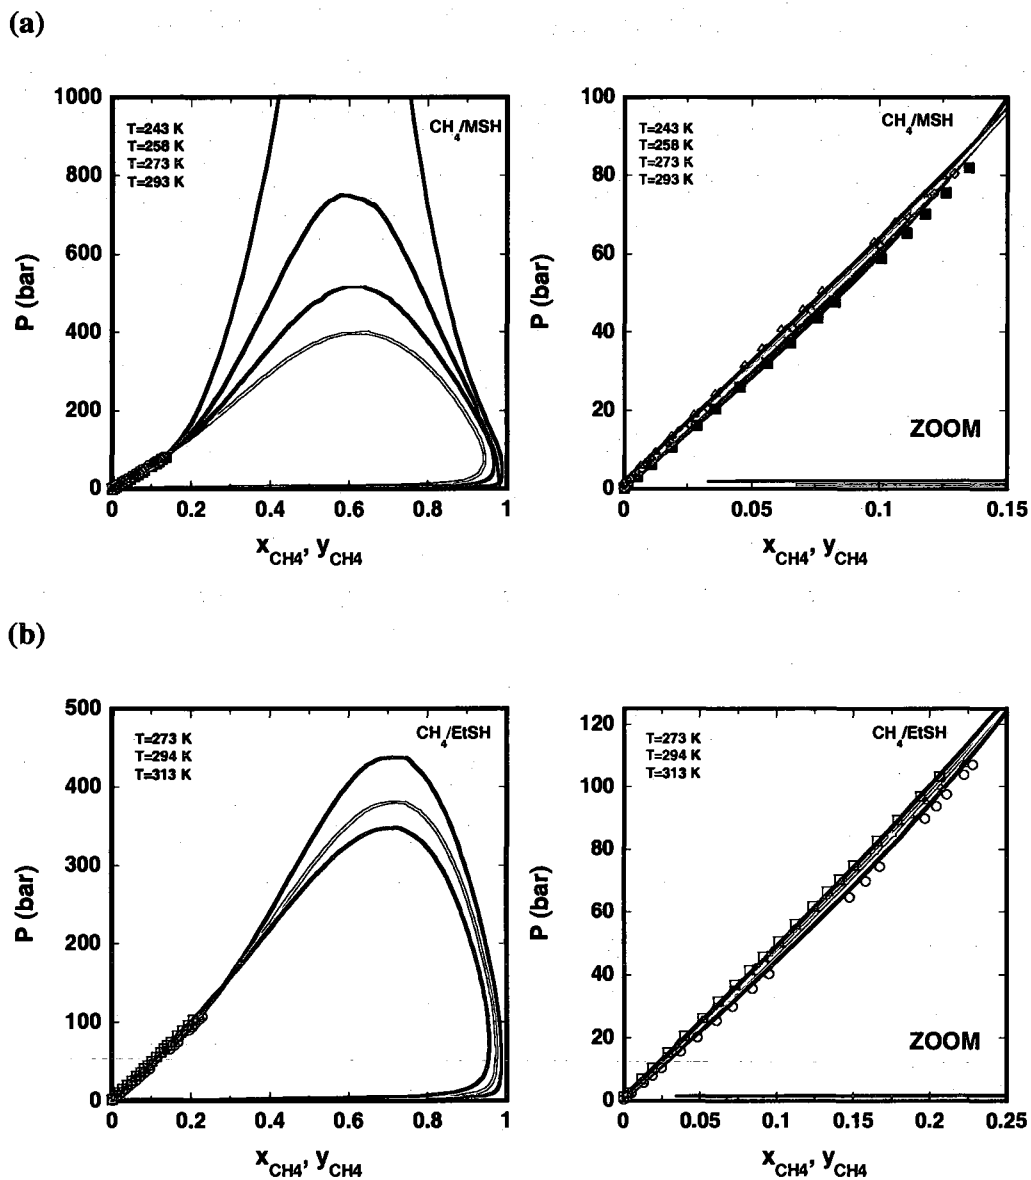 (a)
1000
800
600
400
200
0
P (bar)
T=243 K
T=258 K
T=273 K
T=293 K
CH4/MSH
0 0.2 0.4 0.6 0.8 1
xCH4, yCH4
100
80
60
40
20
0
P (bar)
T=243 K
T=258 K
T=273 K
T=293 K
CH4/MSH
ZOOM
0 0.05 0.1 0.15
xCH4, yCH4
(b)
500
400
300
200
100
0
P (bar)
T=273 K
T=294 K
T=313 K
CH4/EtSH
0 0.2 0.4 0.6 0.8 1
xCH4, yCH4
120
100
80
60
40
20
0
P (bar)
T=273 K
T=294 K
T=313 K
CH4/EtSH
ZOOM
0 0.05 0.1 0.15 0.2 0.25
xCH4, yCH4